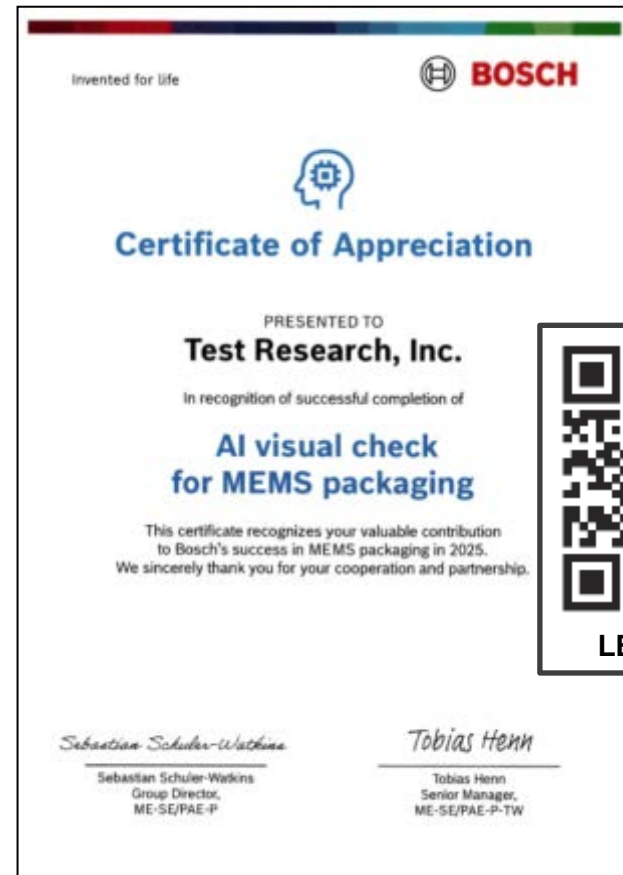 Invented for life
BOSCH
Certificate of Appreciation
PRESENTED TO
Test Research, Inc.
In recognition of successful completion of
AI visual check
for MEMS packaging
This certificate recognizes your valuable contribution
to Bosch's success in MEMS packaging in 2025.
We sincerely thank you for your cooperation and partnership.
Sebastian Schuler-Watkins
Tobias Henn
Sebastian Schuler-Watkins
Group Director,
ME-SE/PAE-P
Tobias Henn
Senior Manager,
ME-SE/PAE-P-TW